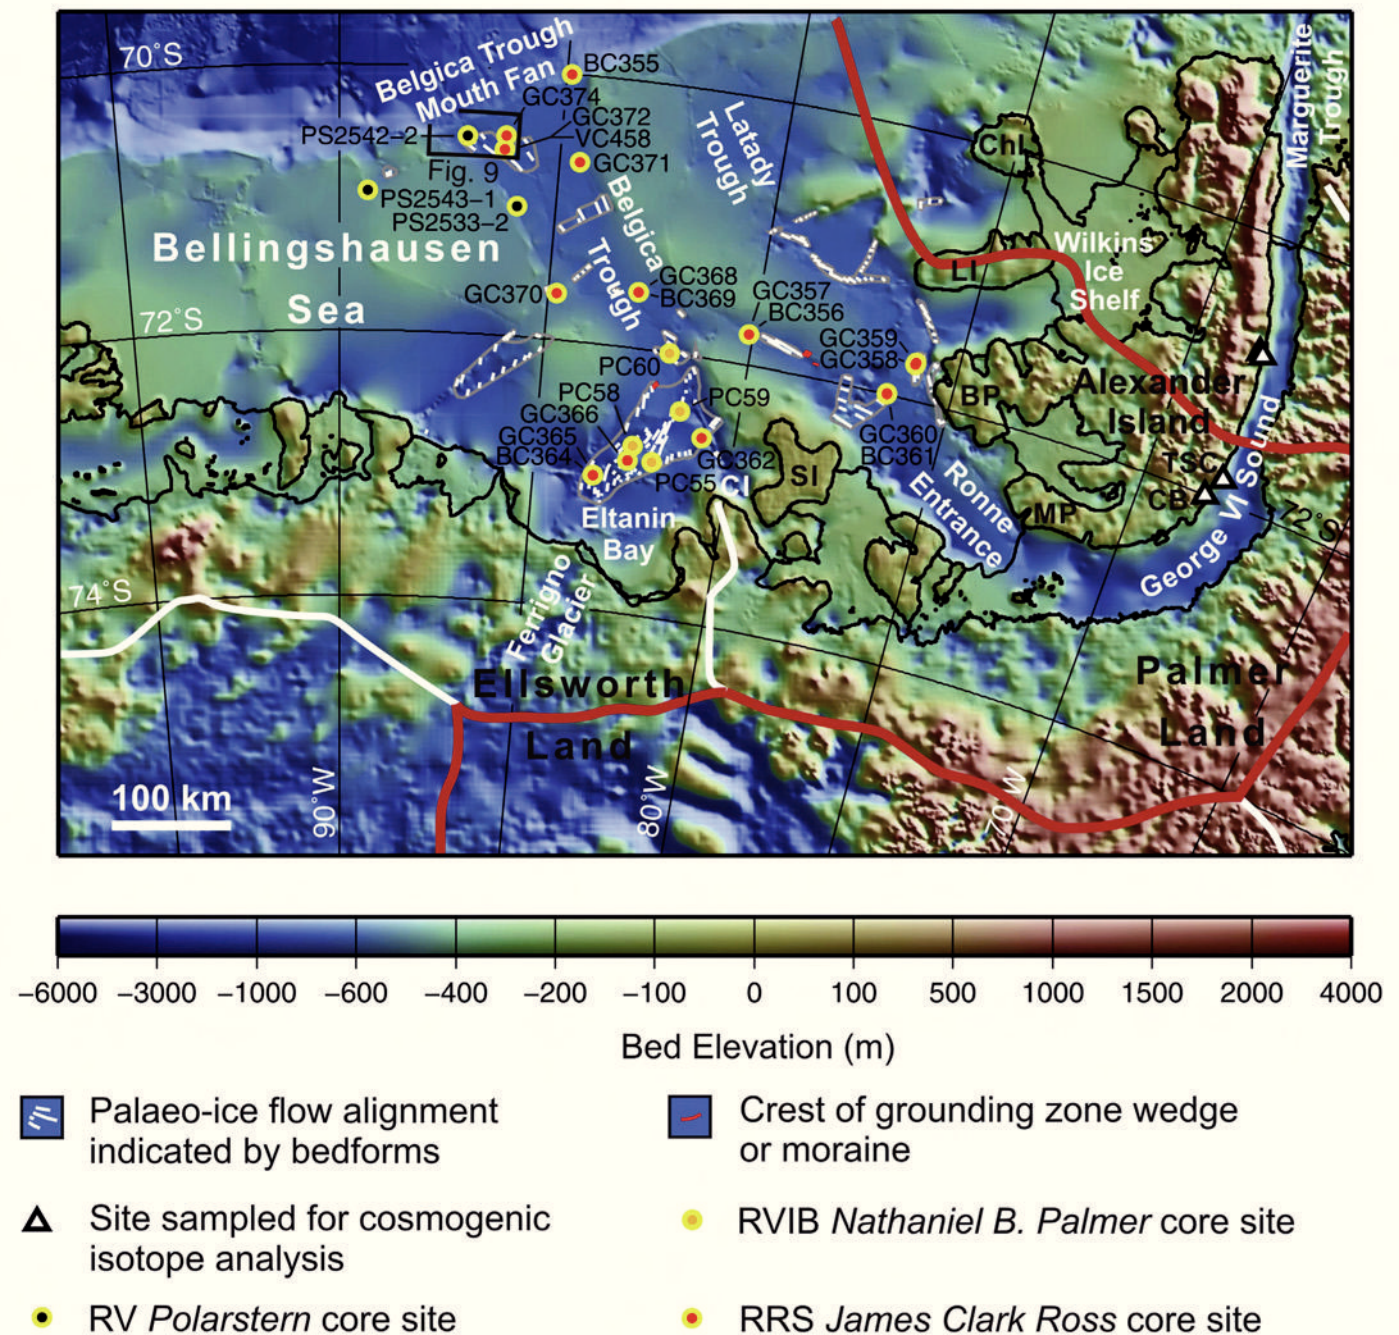 70°S
Belgica Trough
Mouth Fan
BC355
GC374
GC372
VC458
PS2542–2
GC371
Fig. 9
PS2543–1
PS2533–2
Latady
Trough
Marguerite
Trough
ChI
Bellingshausen
Sea
Belgica
Trough
Wilkins
Ice
Shelf
LI
GC370
GC368
BC369
GC357
BC356
72°S
GC359
GC358
PC60
PC58
PC59
GC366
GC365
BC364
GC362
PC55
GC360
BC361
BP
Alexander
Island
TSC
CB
MP
SI
CI
Eltanin
Bay
Ronne
Entrance
George VI Sound
72°S
74°S
Ferrigno
Glacier
Ellsworth
Land
Palmer
Land
100 km
90°W
80°W
70°W
–6000 –3000 –1000 –600 –400 –200 –100 0 100 500 1000 1500 2000 4000
Bed Elevation (m)
Palaeo-ice flow alignment
indicated by bedforms
Crest of grounding zone wedge
or moraine
Site sampled for cosmogenic
isotope analysis
RVIB Nathaniel B. Palmer core site
RV Polarstern core site
RRS James Clark Ross core site